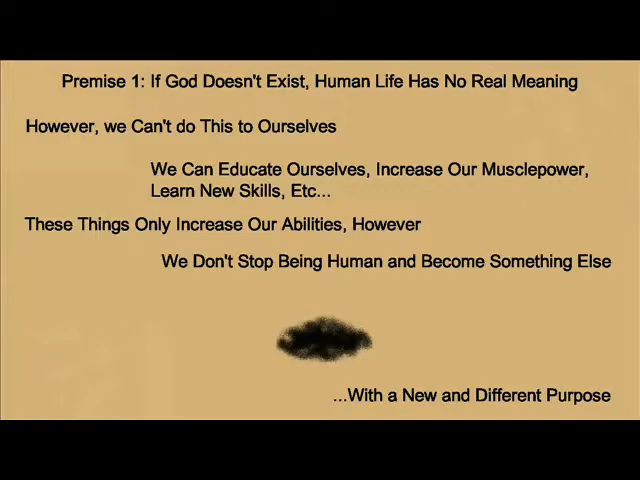 Premise 1: If God Doesn't Exist, Human Life Has No Real Meaning
However, we Can't do This to Ourselves
We Can Educate Ourselves, Increase Our Musclepower,
Learn New Skills, Etc...
These Things Only Increase Our Abilities, However
We Don't Stop Being Human and Become Something Else
...With a New and Different Purpose